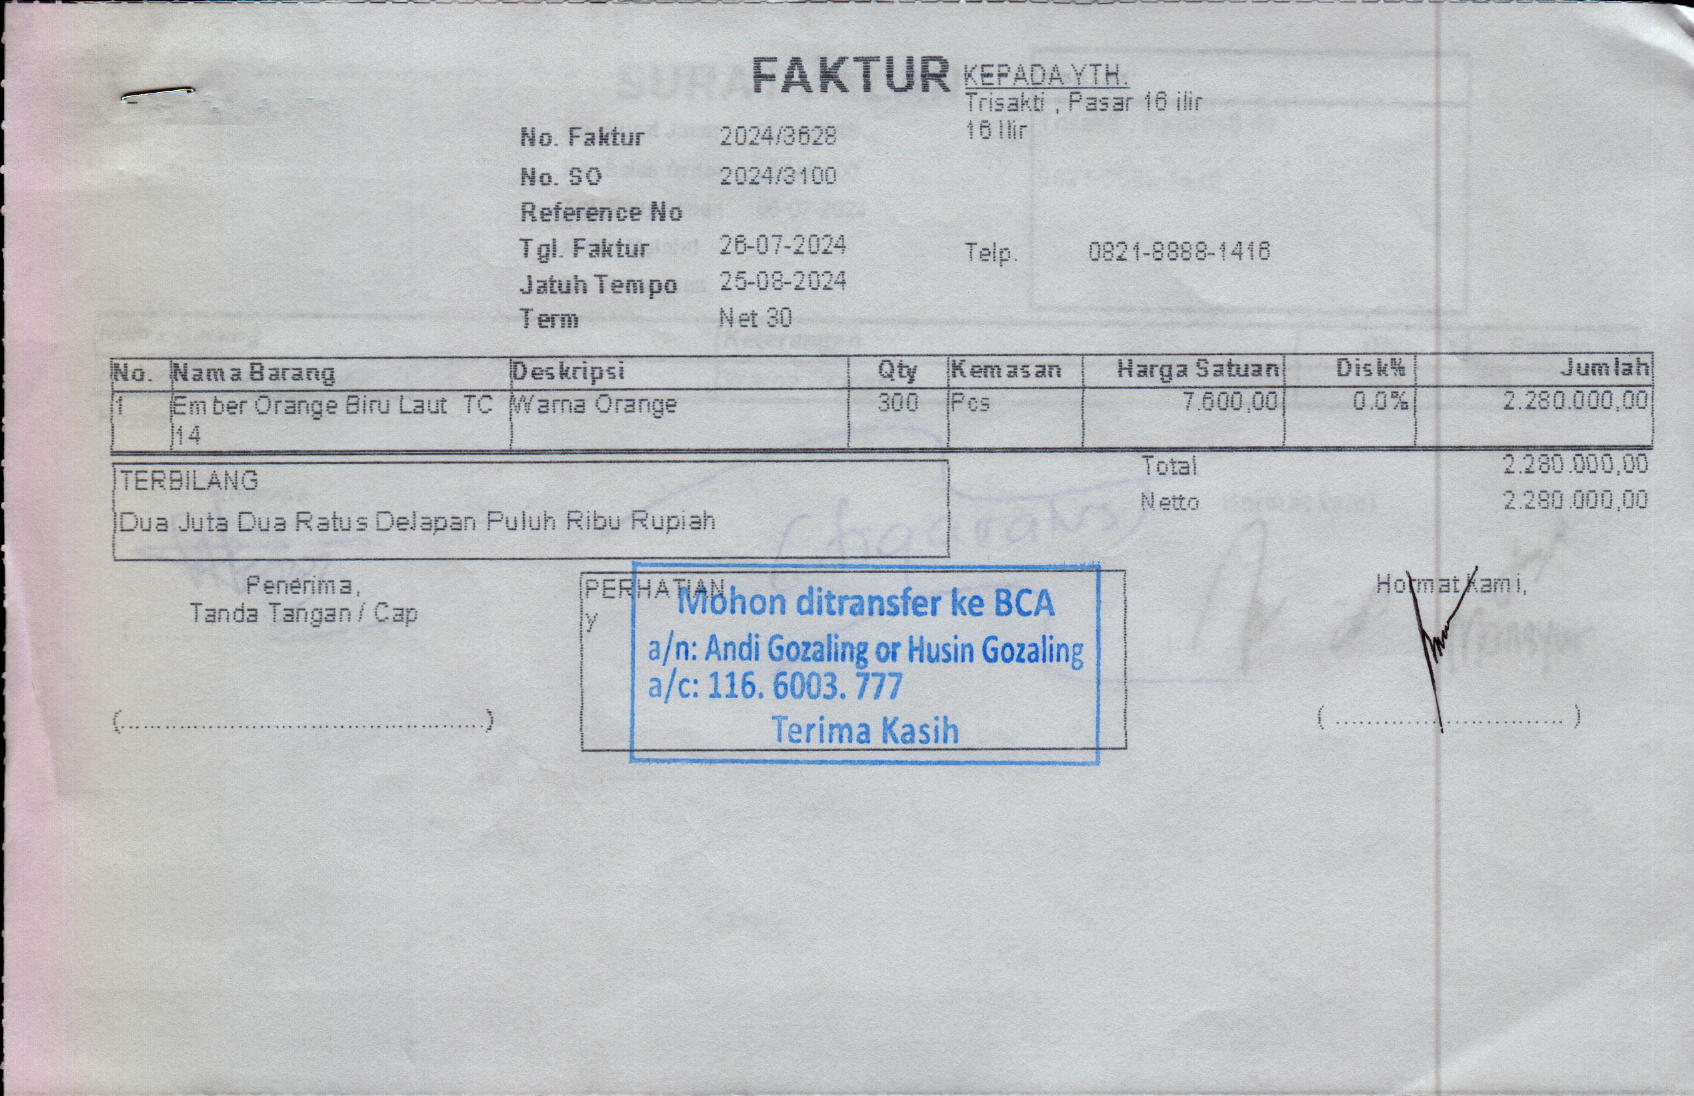 FAKTUR
KEPADA YTH.
Trisakti , Pasar 16 ilir
16 Ilir
No. Faktur 2024/3628
No. SO 2024/3100
Reference No
Tgl. Faktur 26-07-2024
Telp. 0821-8888-1416
Jatuh Tempo 25-08-2024
Term Net 30
No. Nama Barang Deskripsi Qty Kemasan Harga Satuan Disk% Jumlah
1 Ember Orange Biru Laut TC Warna Orange 300 Pcs 7.600,00 0.0% 2.280.000,00
14
Total 2.280.000,00
TERBILANG
Netto 2.280.000,00
Dua Juta Dua Ratus Delapan Puluh Ribu Rupiah
Penerima,
Tanda Tangan / Cap
PERHATIAN
y
Mohon ditransfer ke BCA
a/n: Andi Gozaling or Husin Gozaling
a/c: 116. 6003. 777
Terima Kasih
Hormat Kami,
(............................................) (..............................)